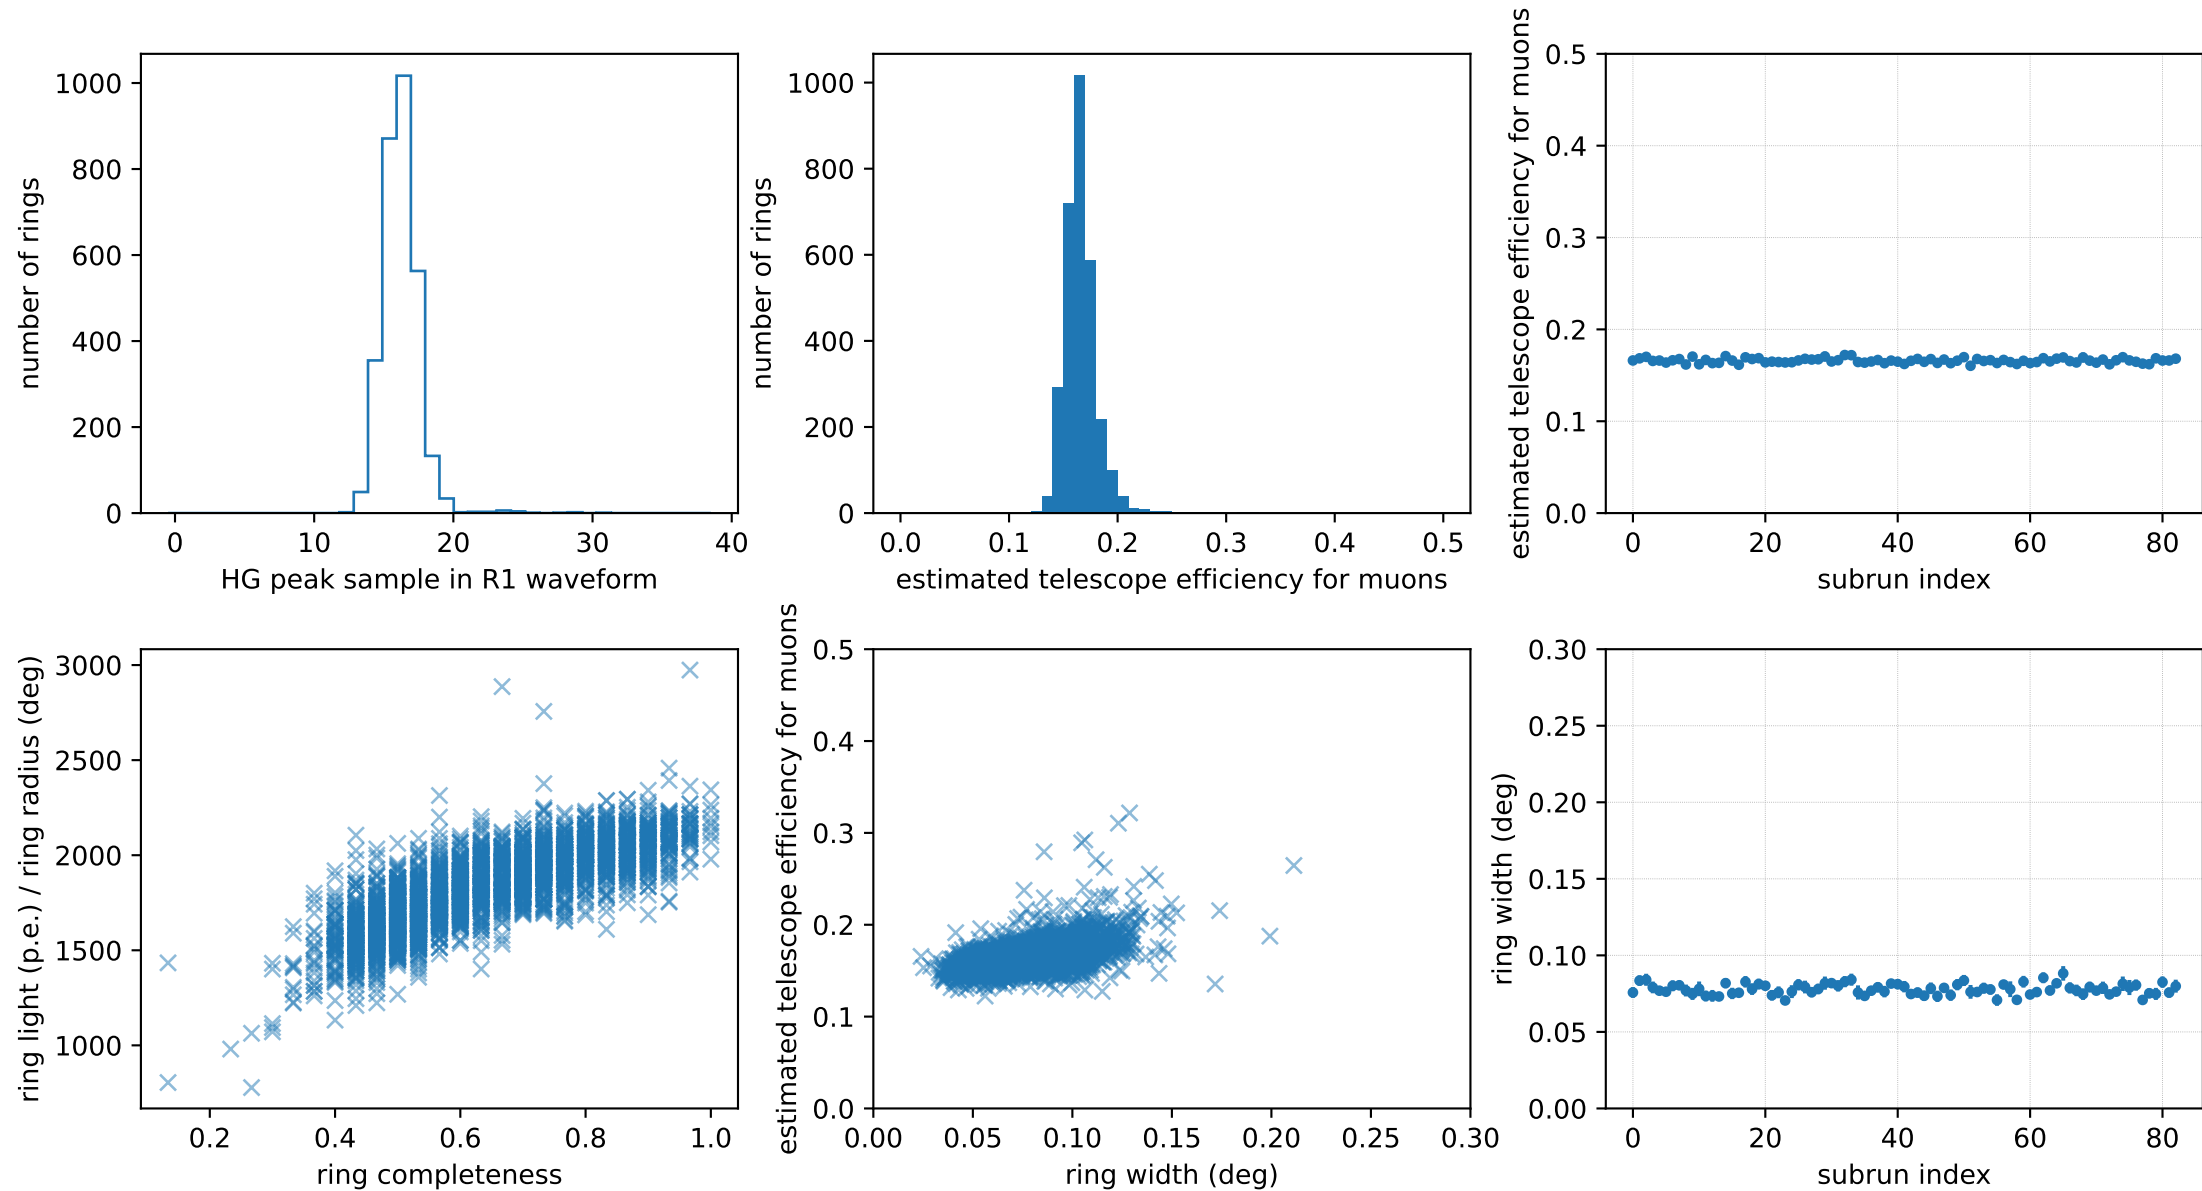 number of rings
1000
800
600
400
200
0
0 10 20 30 40
HG peak sample in R1 waveform
number of rings
1000
800
600
400
200
0
0.0 0.1 0.2 0.3 0.4 0.5
estimated telescope efficiency for muons
estimated telescope efficiency for muons
0.5
0.4
0.3
0.2
0.1
0.0
0 20 40 60 80
subrun index
ring light (p.e.) / ring radius (deg)
3000
2500
2000
1500
1000
0.2 0.4 0.6 0.8 1.0
ring completeness
estimated telescope efficiency for muons
0.5
0.4
0.3
0.2
0.1
0.0
0.00 0.05 0.10 0.15 0.20 0.25 0.30
ring width (deg)
ring width (deg)
0.30
0.25
0.20
0.15
0.10
0.05
0.00
0 20 40 60 80
subrun index